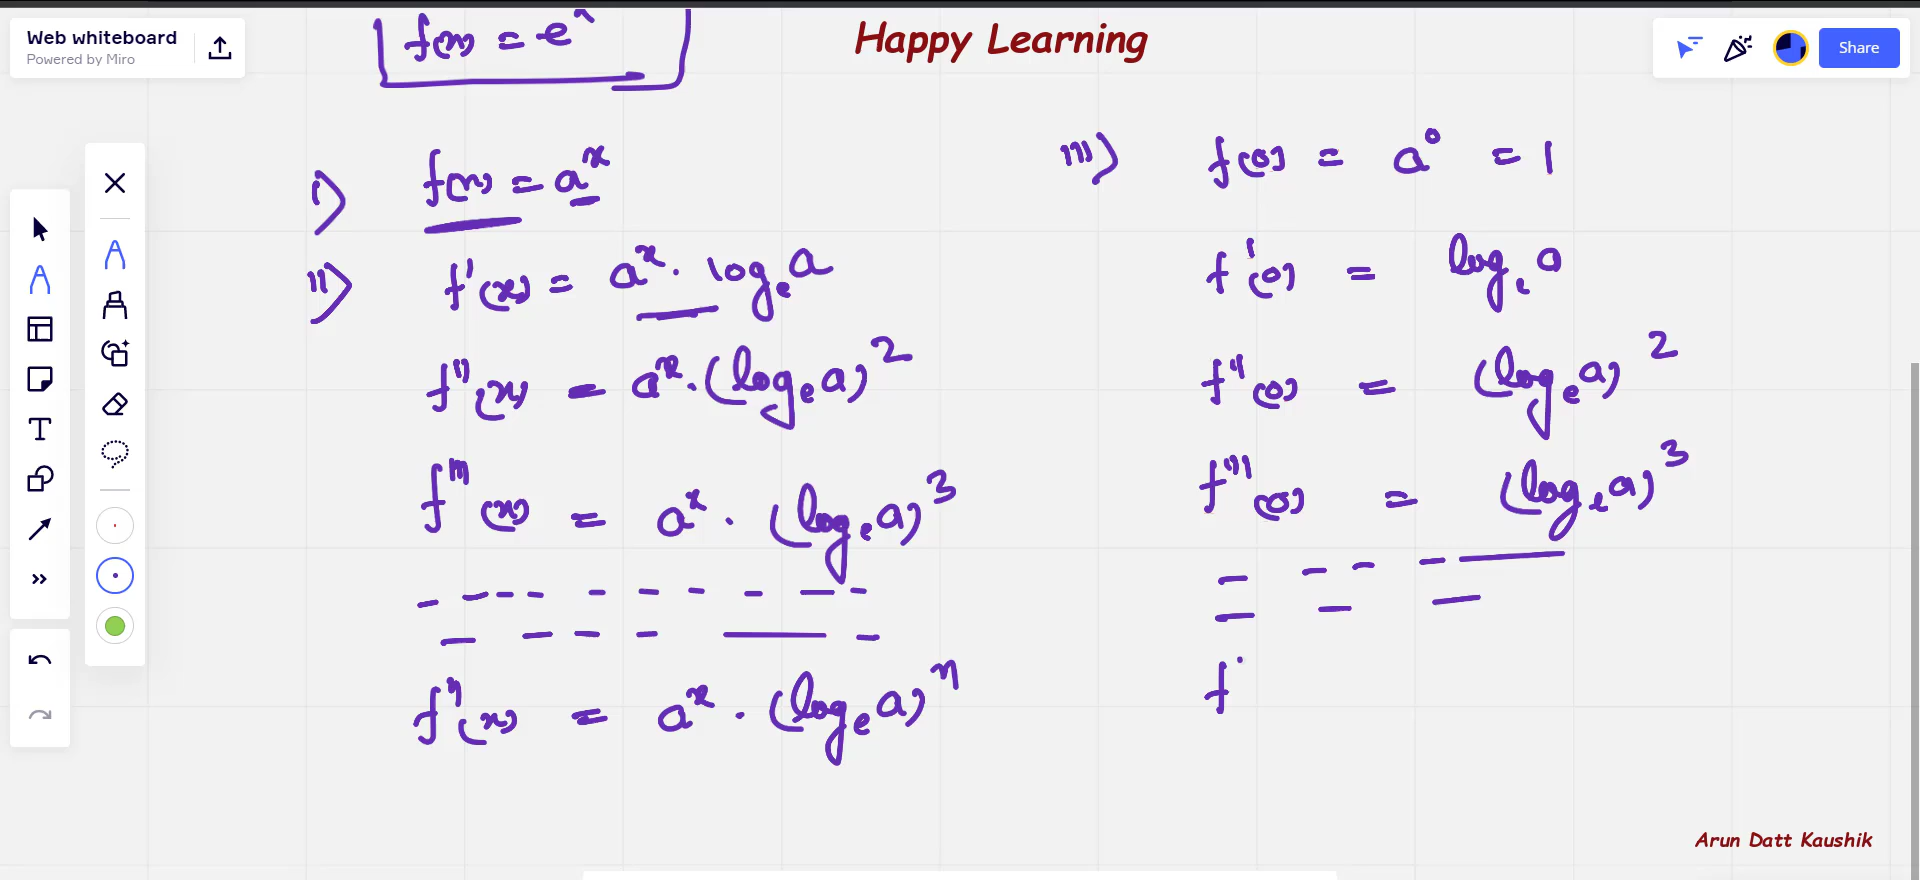 Web whiteboard
Powered by Miro
Happy Learning
Share
f(x) = e^x
i) f(x) = a^x
ii) f'(x) = a^x . log_e a
f''(x) = a^x . (log_e a)^2
f'''(x) = a^x . (log_e a)^3
f^n(x) = a^x . (log_e a)^n
iii) f(0) = a^0 = 1
f'(0) = log_e a
f''(0) = (log_e a)^2
f'''(0) = (log_e a)^3
f
Arun Datt Kaushik